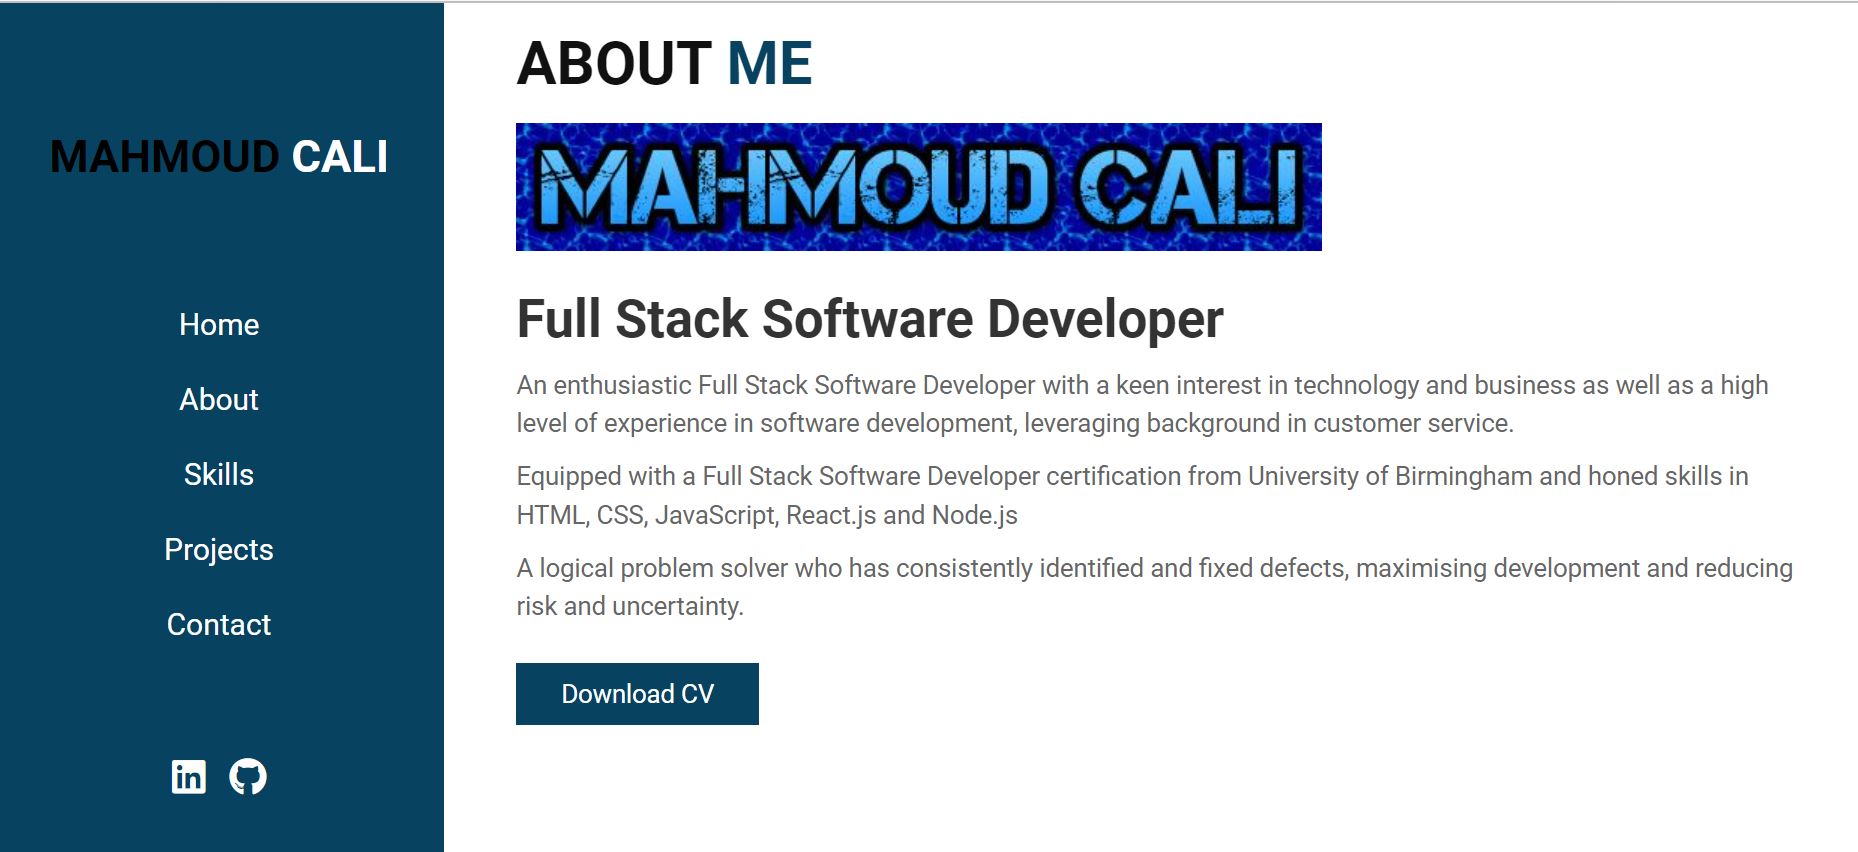 MAHMOUD CALI
Home
About
Skills
Projects
Contact
in
ABOUT ME
MAHMOUD CALI
Full Stack Software Developer
An enthusiastic Full Stack Software Developer with a keen interest in technology and business as well as a high
level of experience in software development, leveraging background in customer service.
Equipped with a Full Stack Software Developer certification from University of Birmingham and honed skills in
HTML, CSS, JavaScript, React.js and Node.js
A logical problem solver who has consistently identified and fixed defects, maximising development and reducing
risk and uncertainty.
Download CV